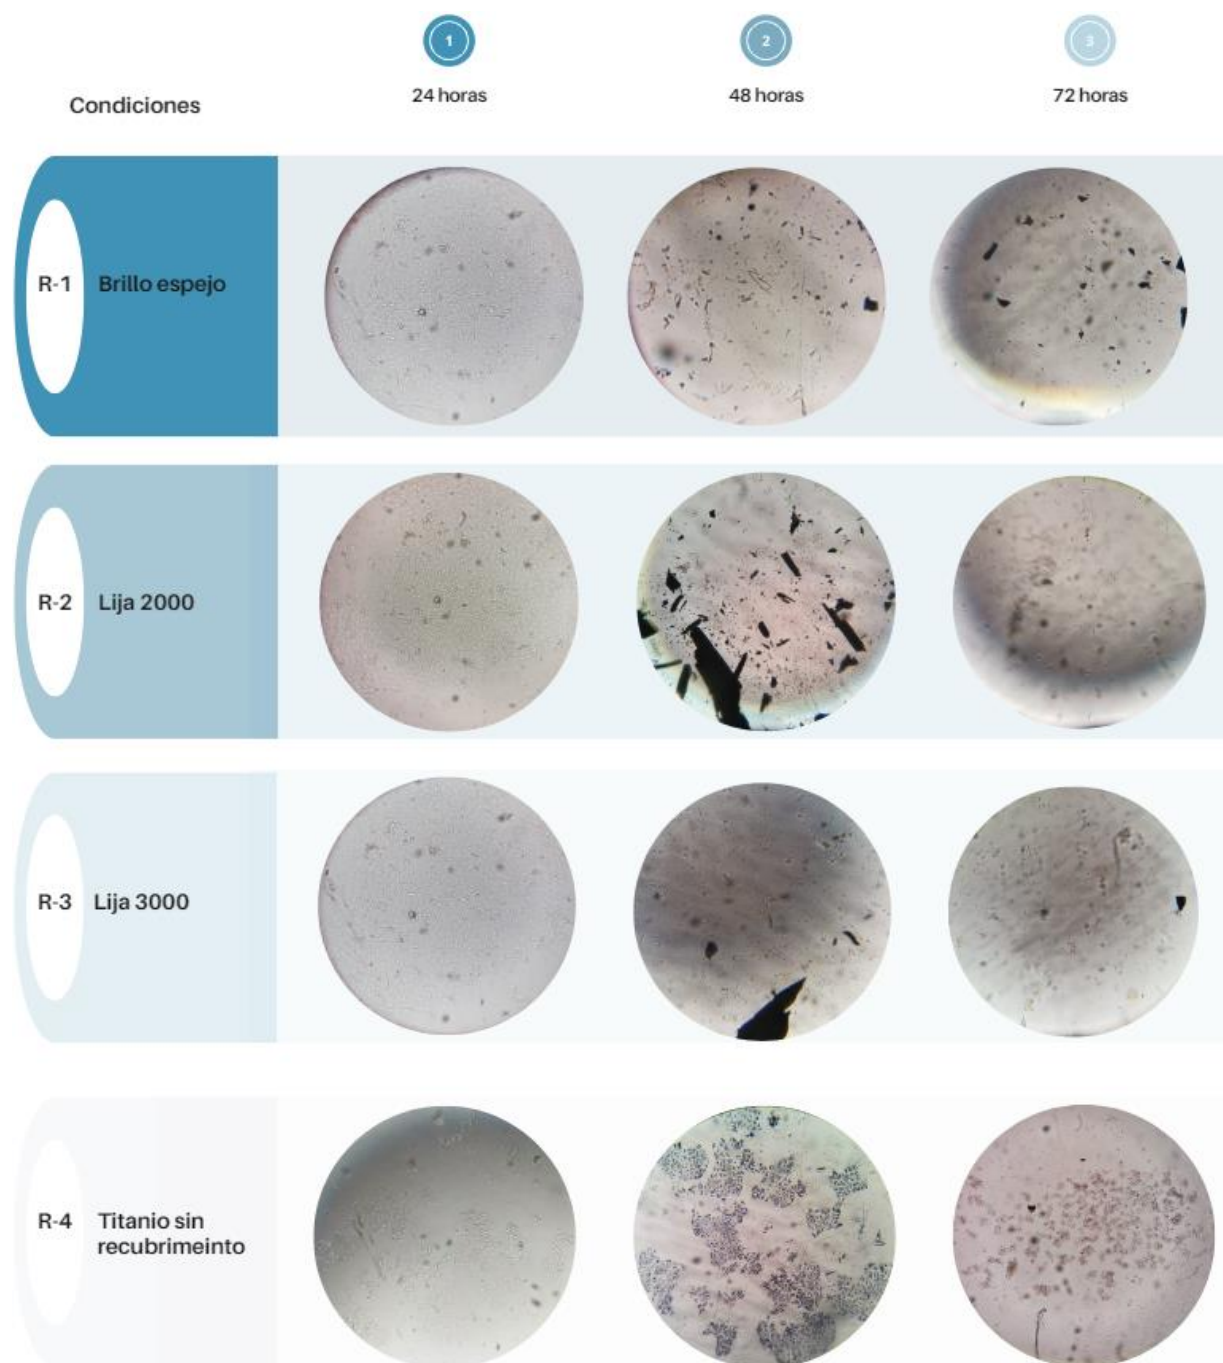 1
2
3
Condiciones
24 horas
48 horas
72 horas
R-1
Brillo espejo
R-2
Lija 2000
R-3
Lija 3000
R-4
Titanio sin
recubrimeinto